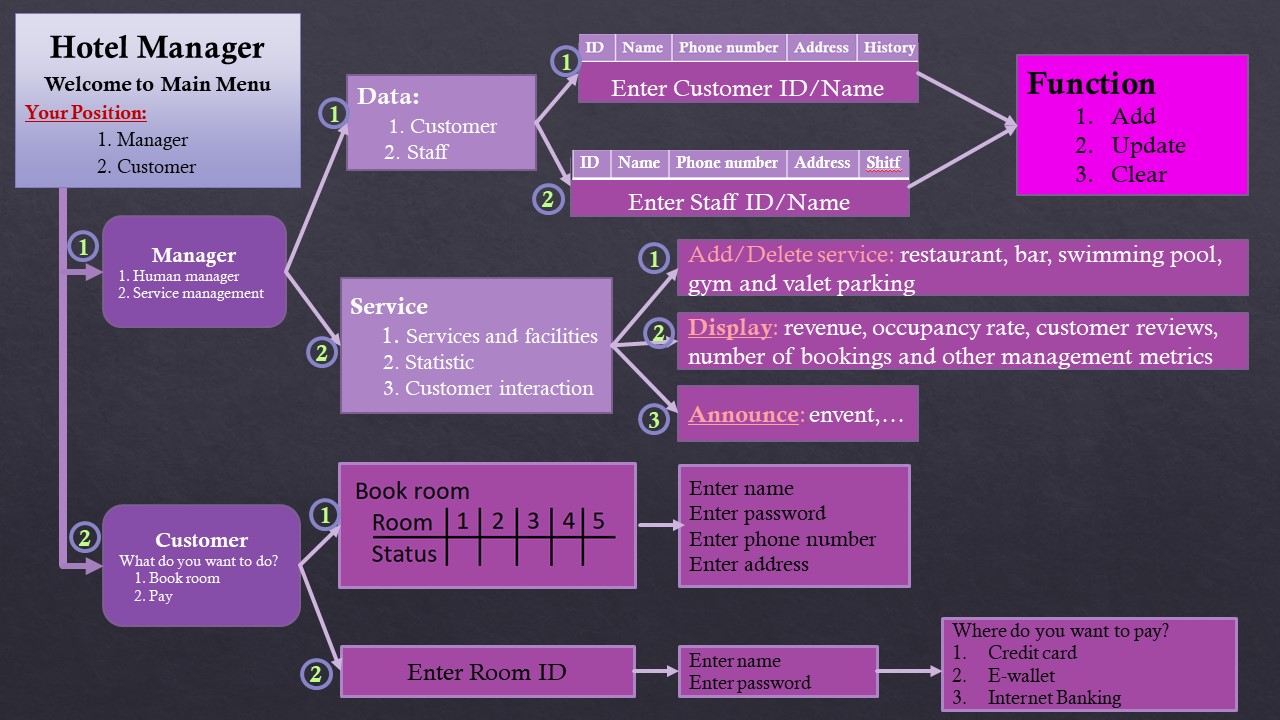 Hotel Manager
Welcome to Main Menu
Your Position:
1. Manager
2. Customer
1
Manager
1. Human manager
2. Service management
1
Data:
1. Customer
2. Staff
1
ID Name Phone number Address History
Enter Customer ID/Name
2
ID Name Phone number Address Shitf
Enter Staff ID/Name
Function
1. Add
2. Update
3. Clear
2
Service
1. Services and facilities
2. Statistic
3. Customer interaction
1
Add/Delete service: restaurant, bar, swimming pool,
gym and valet parking
2
Display: revenue, occupancy rate, customer reviews,
number of bookings and other management metrics
3
Announce: envent,…
2
Customer
What do you want to do?
1. Book room
2. Pay
1
Book room
Room 1 2 3 4 5
Status
Enter name
Enter password
Enter phone number
Enter address
2
Enter Room ID
Enter name
Enter password
Where do you want to pay?
1. Credit card
2. E-wallet
3. Internet Banking